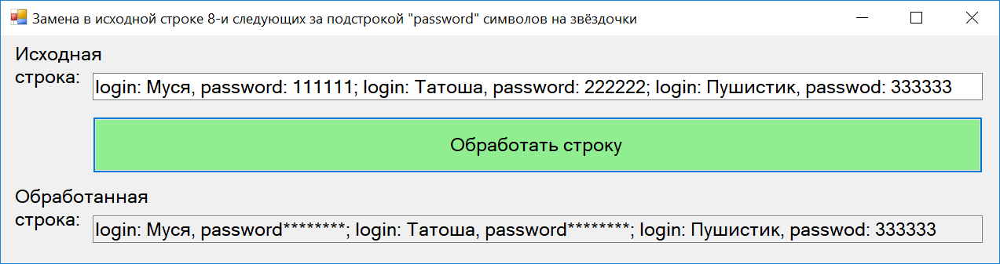 Замена в исходной строке 8-и следующих за подстрокой "password" символов на звёздочки
Исходная
строка:
login: Муся, password: 111111; login: Татоша, password: 222222; login: Пушистик, passwod: 333333
Обработать строку
Обработанная
строка:
login: Муся, password********; login: Татоша, password********; login: Пушистик, passwod: 333333